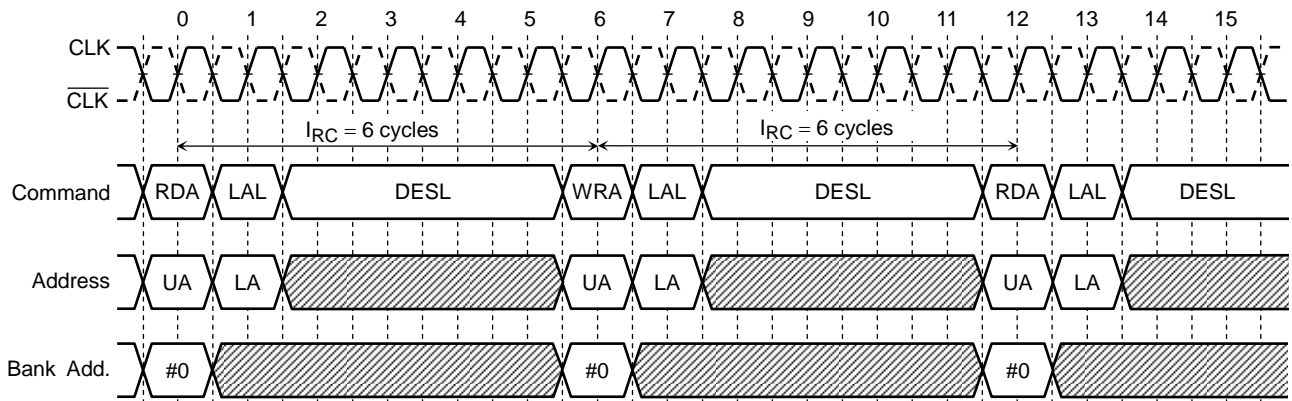 0 1 2 3 4 5 6 7 8 9 10 11 12 13 14 15
CLK
CLK
IRC = 6 cycles IRC = 6 cycles
Command RDA LAL DESL WRA LAL DESL RDA LAL DESL
Address UA LA UA LA UA LA
Bank Add. #0 #0 #0